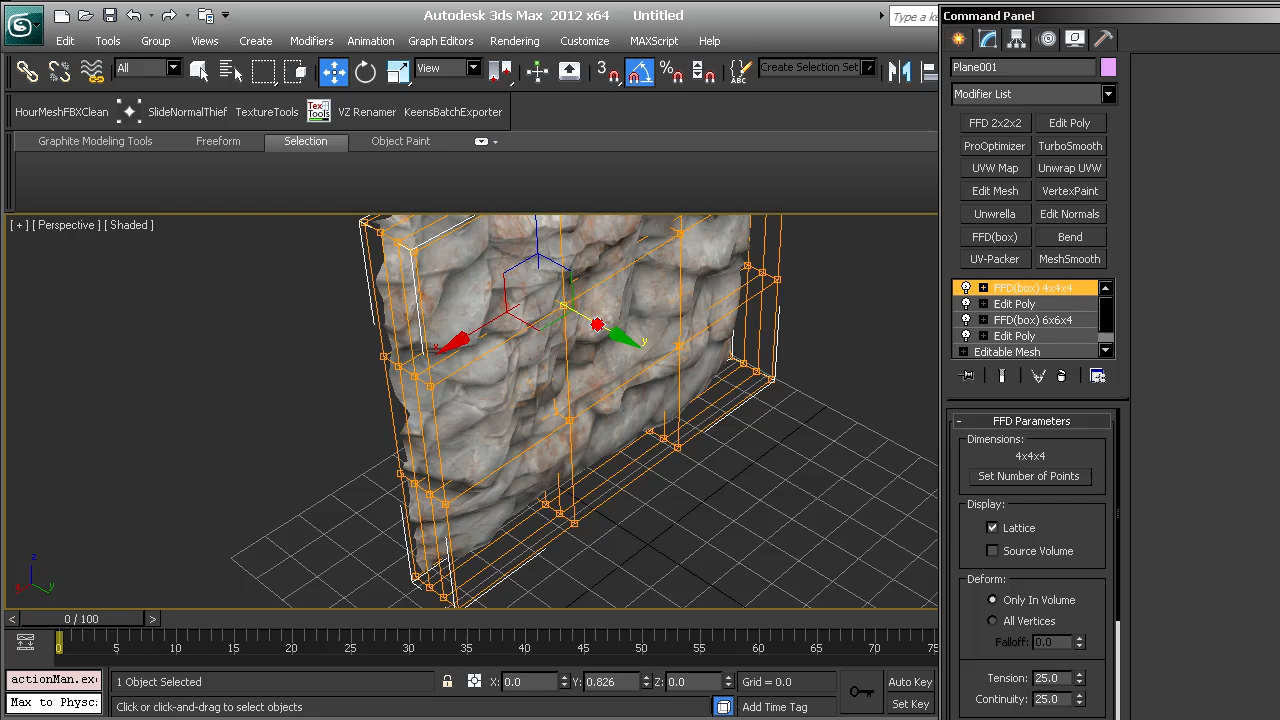 Autodesk 3ds Max 2012 x64 Untitled
Type a ke
Command Panel
Edit Tools Group Views Create Modifiers Animation Graph Editors Rendering Customize MAXScript Help
All
View
3
Create Selection Set
Plane001
Modifier List
HourMeshFBXClean SlideNormalThief TextureTools Tex Tools VZ Renamer KeensBatchExporter
Graphite Modeling Tools Freeform Selection Object Paint
FFD 2x2x2 Edit Poly
ProOptimizer TurboSmooth
UVW Map Unwrap UVW
Edit Mesh VertexPaint
Unwrella Edit Normals
FFD(box) Bend
UV-Packer MeshSmooth
[ + ] [ Perspective ] [ Shaded ]
FFD(box) 4x4x4
Edit Poly
FFD(box) 6x6x4
Edit Poly
Editable Mesh
x
y
z
x y
- FFD Parameters
Dimensions:
4x4x4
Set Number of Points
Display:
Lattice
Source Volume
Deform:
Only In Volume
All Vertices
Falloff: 0.0
Tension: 25.0
Continuity: 25.0
< 0 / 100 >
0 5 10 15 20 25 30 35 40 45 50 55 60 65 70 75
actionMan.ex
Max to Physc
1 Object Selected
X: 0.0 Y: 0.826 Z: 0.0 Grid = 0.0
Auto Key
Click or click-and-drag to select objects
Add Time Tag
Set Key